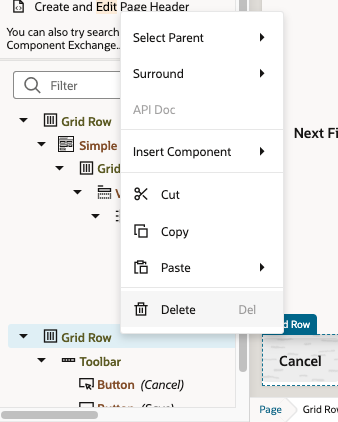 Create and Edit Page Header
You can also try search
Component Exchange..
Filter
Grid Row
Simple
Grid
Grid Row
Toolbar
Button (Cancel)
Button (Save)
Select Parent
Surround
API Doc
Insert Component
Cut
Copy
Paste
Delete Del
Next Fi
d Row
Cancel
Page Grid Row